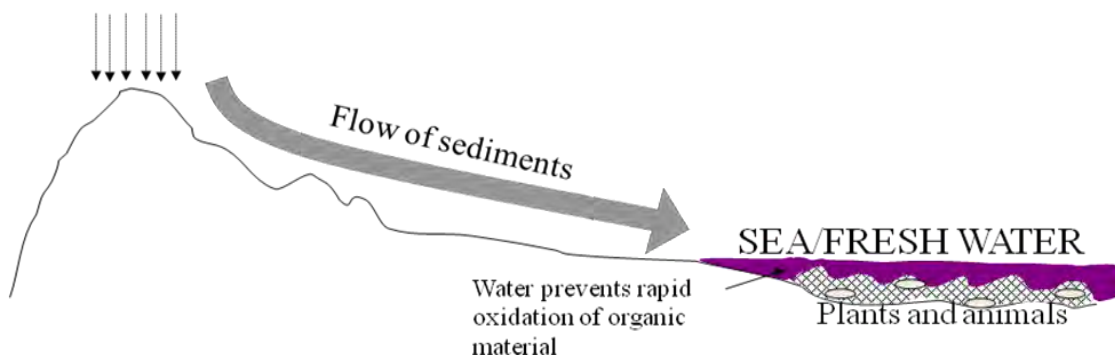 Flow of sediments
SEA/FRESH WATER
Water prevents rapid
oxidation of organic
material
Plants and animals